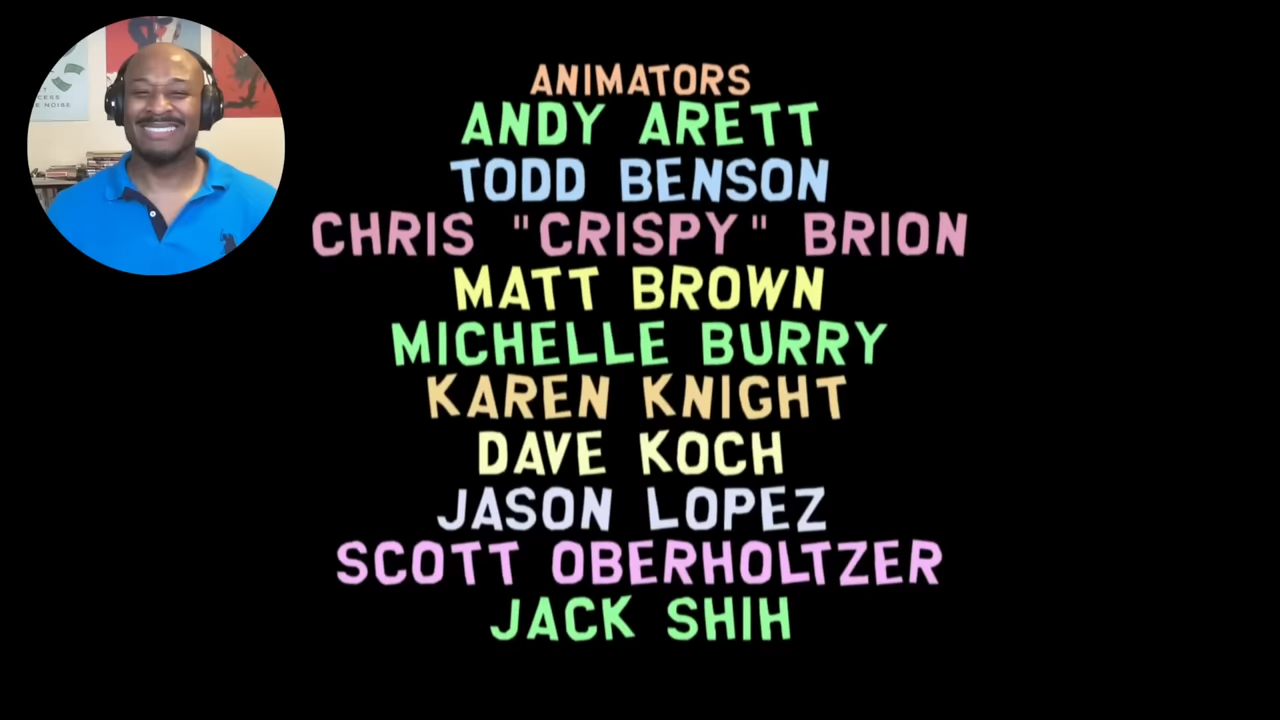 ANIMATORS
ANDY ARETT
TODD BENSON
CHRIS "CRISPY" BRION
MATT BROWN
MICHELLE BURRY
KAREN KNIGHT
DAVE KOCH
JASON LOPEZ
SCOTT OBERHOLTZER
JACK SHIH
NOISE